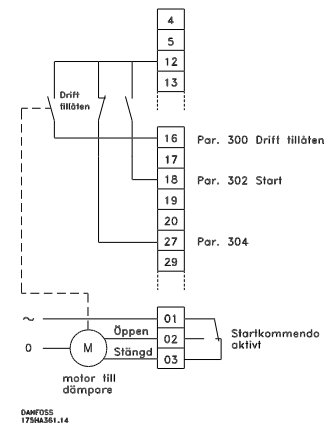 4
5
12
13
Drift
tillåten
16 Par. 300 Drift tillåten
17
18 Par. 302 Start
19
20
27 Par. 304
29
~ 01
Öppen 02
0 M Stängd 03
Startkommendo
aktivt
motor till
dämpare
DANFOSS
175HA361.14